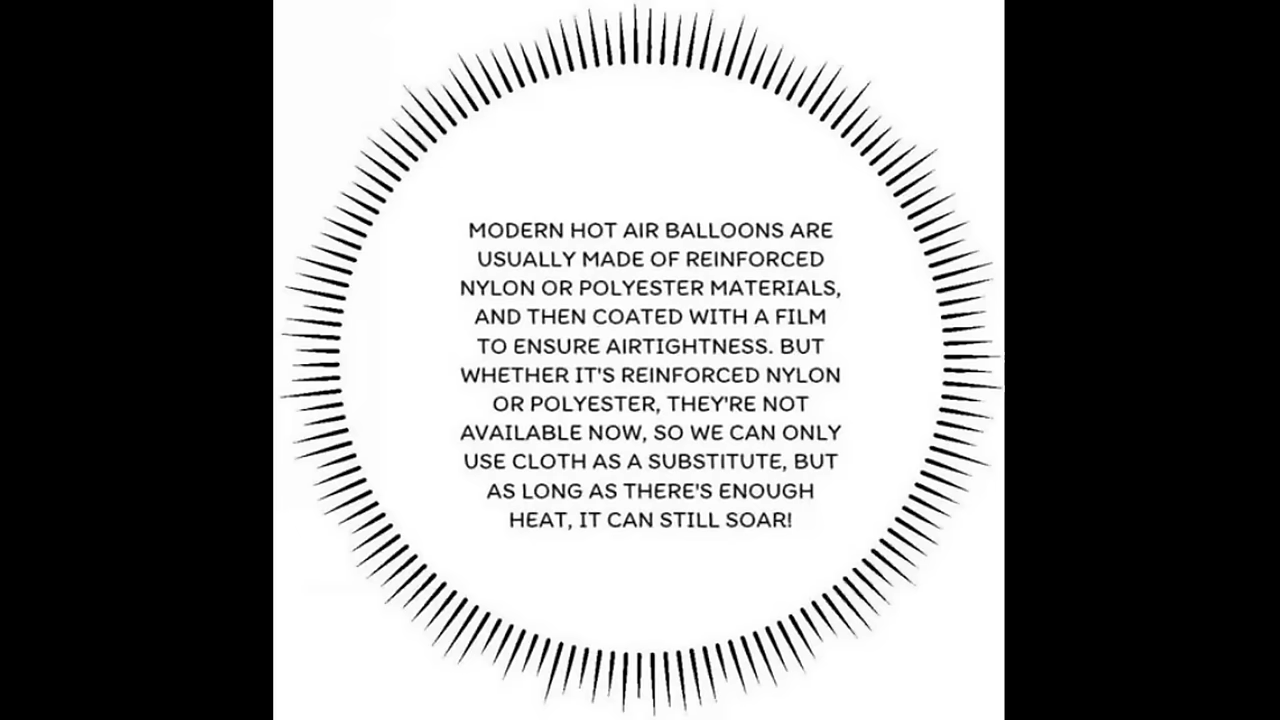 MODERN HOT AIR BALLOONS ARE
USUALLY MADE OF REINFORCED
NYLON OR POLYESTER MATERIALS,
AND THEN COATED WITH A FILM
TO ENSURE AIRTIGHTNESS. BUT
WHETHER IT'S REINFORCED NYLON
OR POLYESTER, THEY'RE NOT
AVAILABLE NOW, SO WE CAN ONLY
USE CLOTH AS A SUBSTITUTE, BUT
AS LONG AS THERE'S ENOUGH
HEAT, IT CAN STILL SOAR!